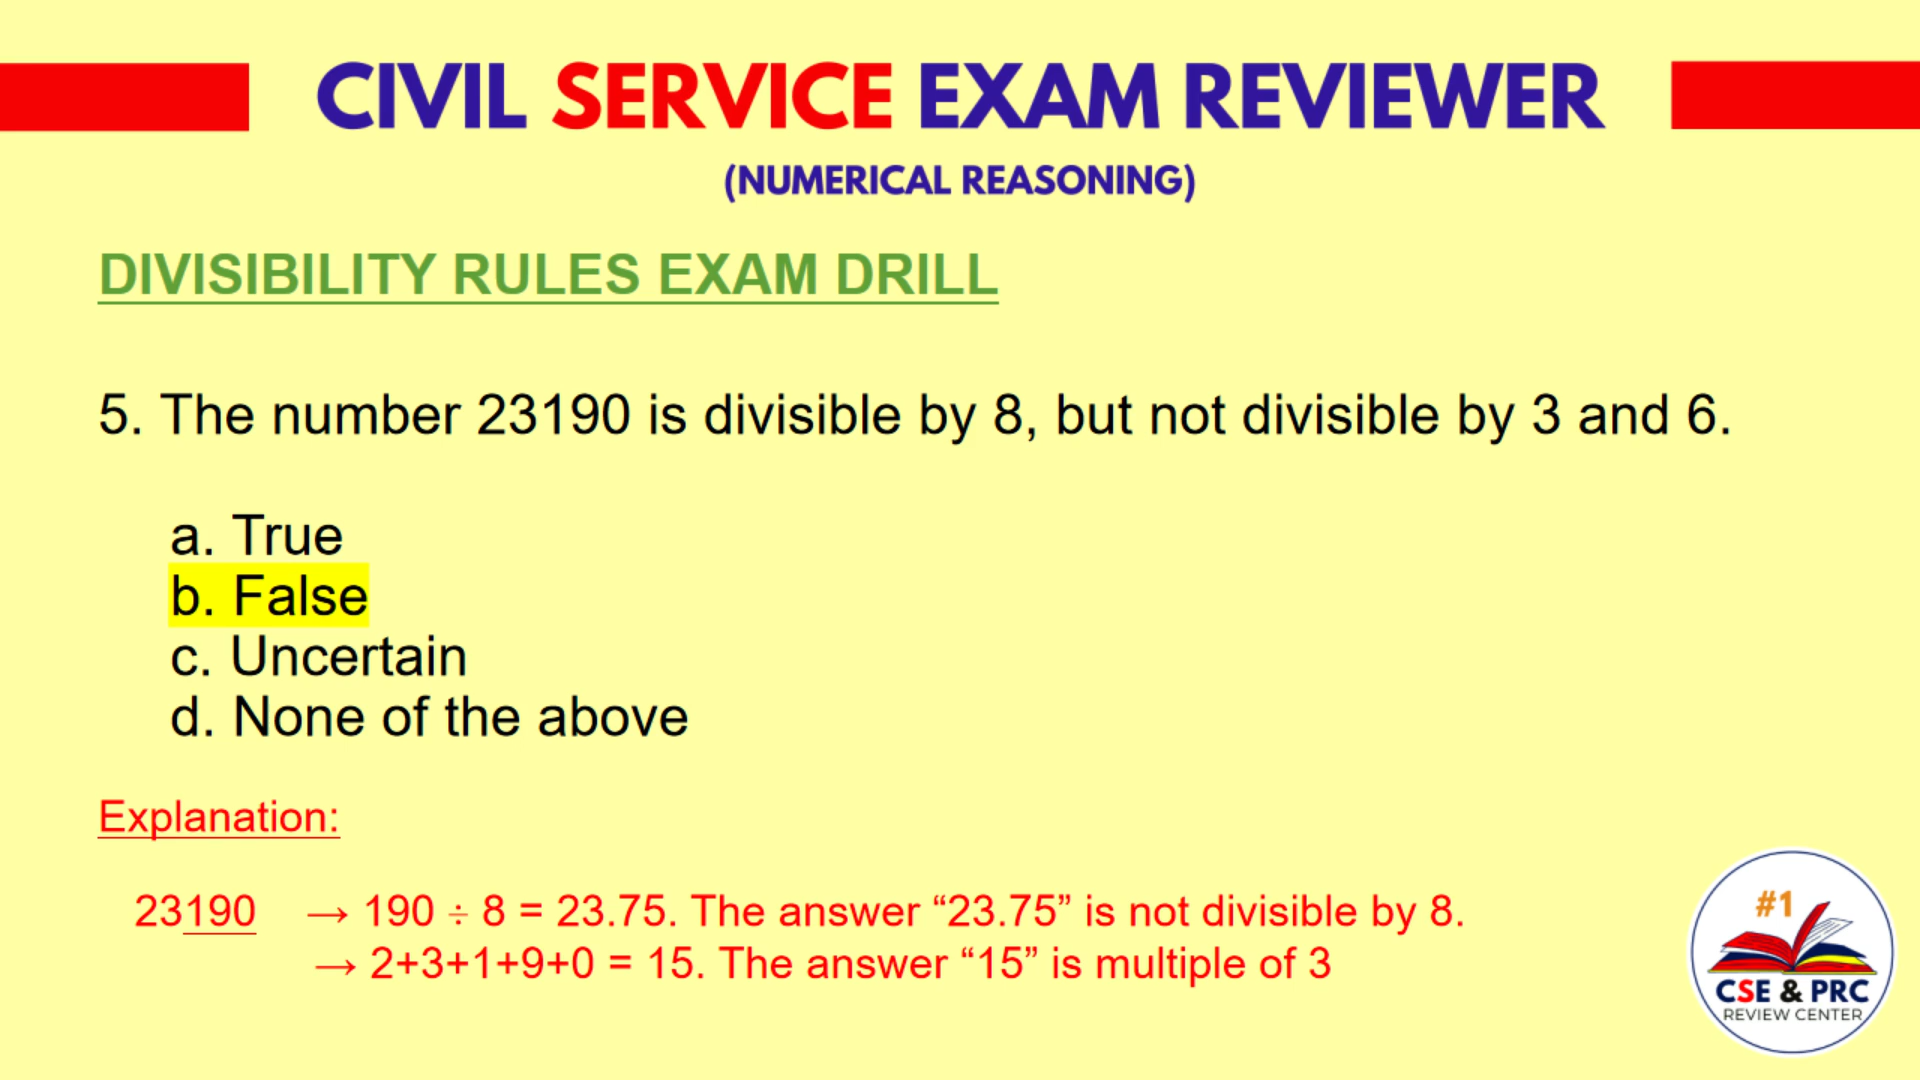 CIVIL SERVICE EXAM REVIEWER
(NUMERICAL REASONING)
DIVISIBILITY RULES EXAM DRILL
5. The number 23190 is divisible by 8, but not divisible by 3 and 6.
a. True
b. False
c. Uncertain
d. None of the above
Explanation:
23190 → 190 ÷ 8 = 23.75. The answer “23.75” is not divisible by 8.
→ 2+3+1+9+0 = 15. The answer “15” is multiple of 3
#1
CSE & PRC
REVIEW CENTER